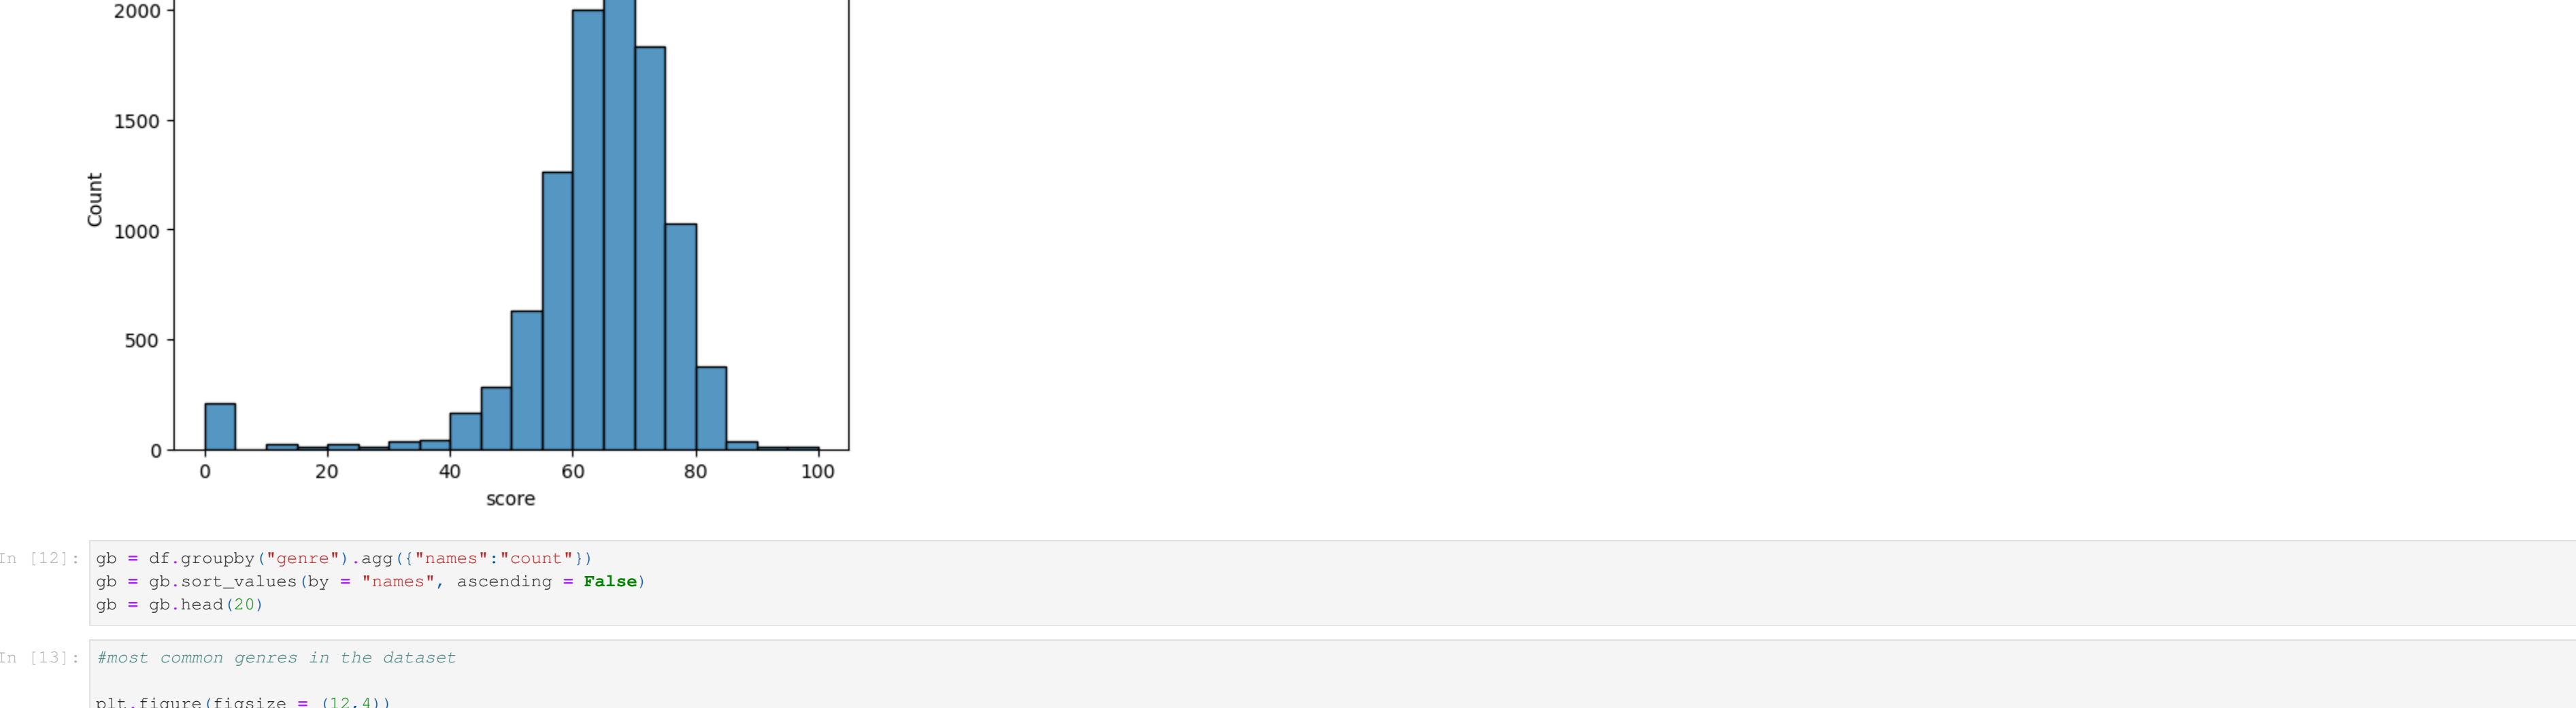 2000
1500
1000
500
0
Count
0 20 40 60 80 100
score
In [12]:
gb = df.groupby("genre").agg({"names":"count"})
gb = gb.sort_values(by = "names", ascending = False)
gb = gb.head(20)
In [13]:
#most common genres in the dataset
plt.figure(figsize = (12,4))